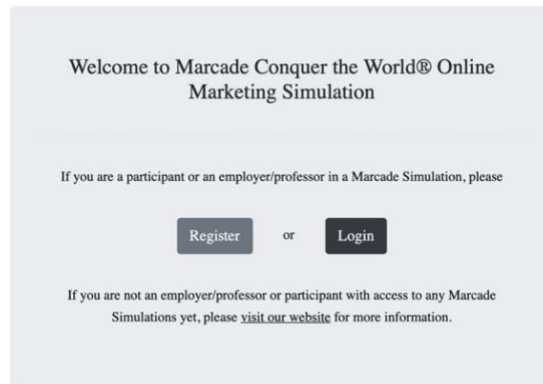 Welcome to Marcade Conquer the World® Online
Marketing Simulation
If you are a participant or an employer/professor in a Marcade Simulation, please
Register or Login
If you are not an employer/professor or participant with access to any Marcade
Simulations yet, please visit our website for more information.